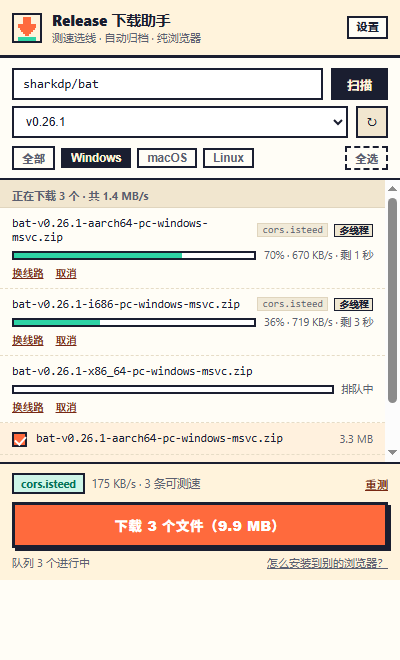 Release 下载助手
测速选线 · 自动归档 · 纯浏览器
设置
sharkdp/bat
扫描
v0.26.1
↻
全部 Windows macOS Linux 全选
正在下载 3 个 · 共 1.4 MB/s
bat-v0.26.1-aarch64-pc-windows-
msvc.zip
cors.isteed 多线程
70% · 670 KB/s · 剩 1 秒
换线路 取消
bat-v0.26.1-i686-pc-windows-msvc.zip cors.isteed 多线程
36% · 719 KB/s · 剩 3 秒
换线路 取消
bat-v0.26.1-x86_64-pc-windows-msvc.zip
排队中
换线路 取消
bat-v0.26.1-aarch64-pc-windows-msvc.zip 3.3 MB
cors.isteed 175 KB/s · 3 条可测速 重测
下载 3 个文件（9.9 MB）
队列 3 个进行中 怎么安装到别的浏览器？